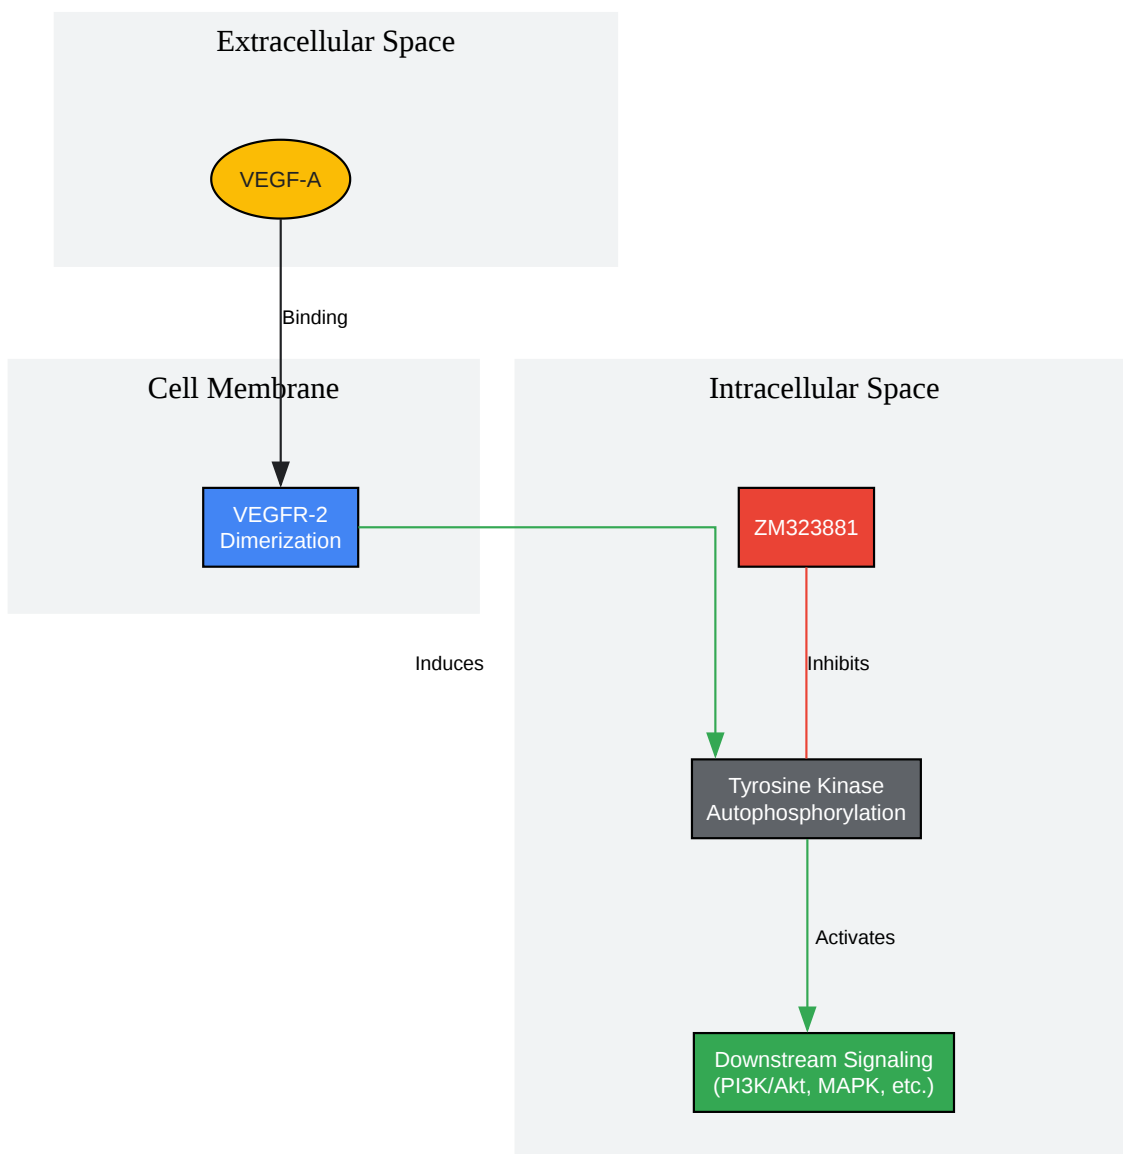 Extracellular Space
VEGF-A
Binding
Cell Membrane
VEGFR-2
Dimerization
Induces
Intracellular Space
ZM323881
Inhibits
Tyrosine Kinase
Autophosphorylation
Activates
Downstream Signaling
(PI3K/Akt, MAPK, etc.)